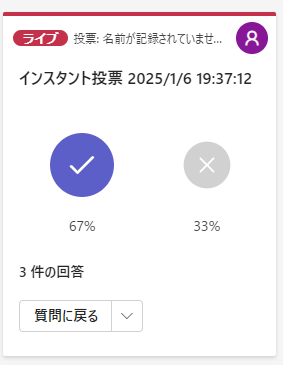 ライブ 投票: 名前が記録されていませ...
インスタント投票 2025/1/6 19:37:12
67% 33%
3 件の回答
質問に戻る